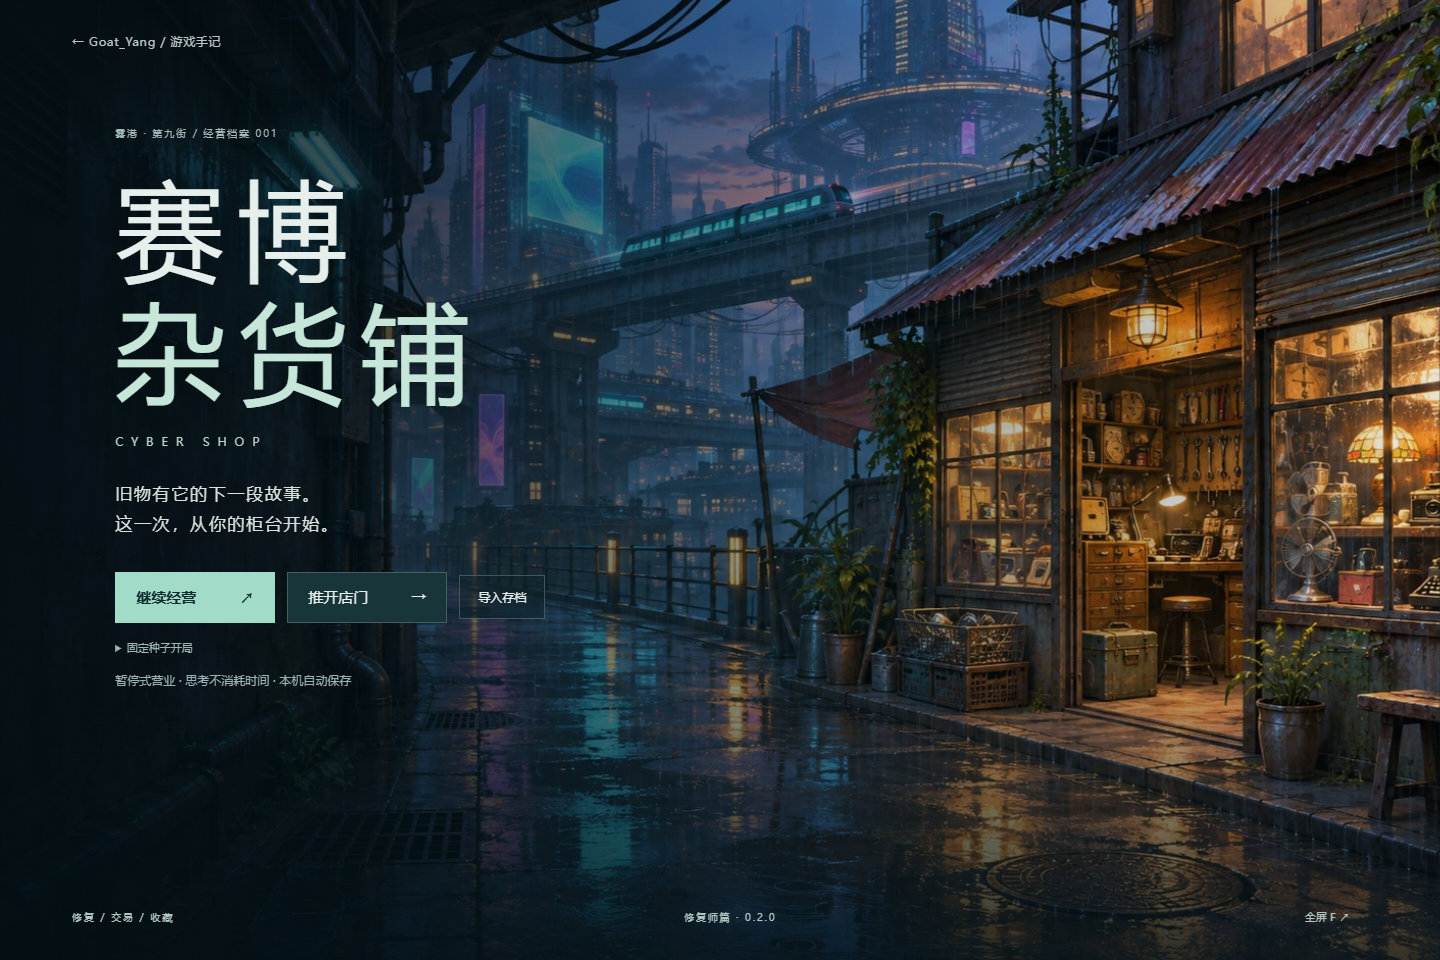 ← Goat_Yang / 游戏手记
雾港 · 第九街 / 经营档案 001
赛博
杂货铺
CYBER SHOP
旧物有它的下一段故事。
这一次，从你的柜台开始。
继续经营 ↗
推开店门 →
导入存档
▶ 固定种子开局
暂停式营业 · 思考不消耗时间 · 本机自动保存
修复 / 交易 / 收藏
修复师篇 · 0.2.0
全屏 F ↗